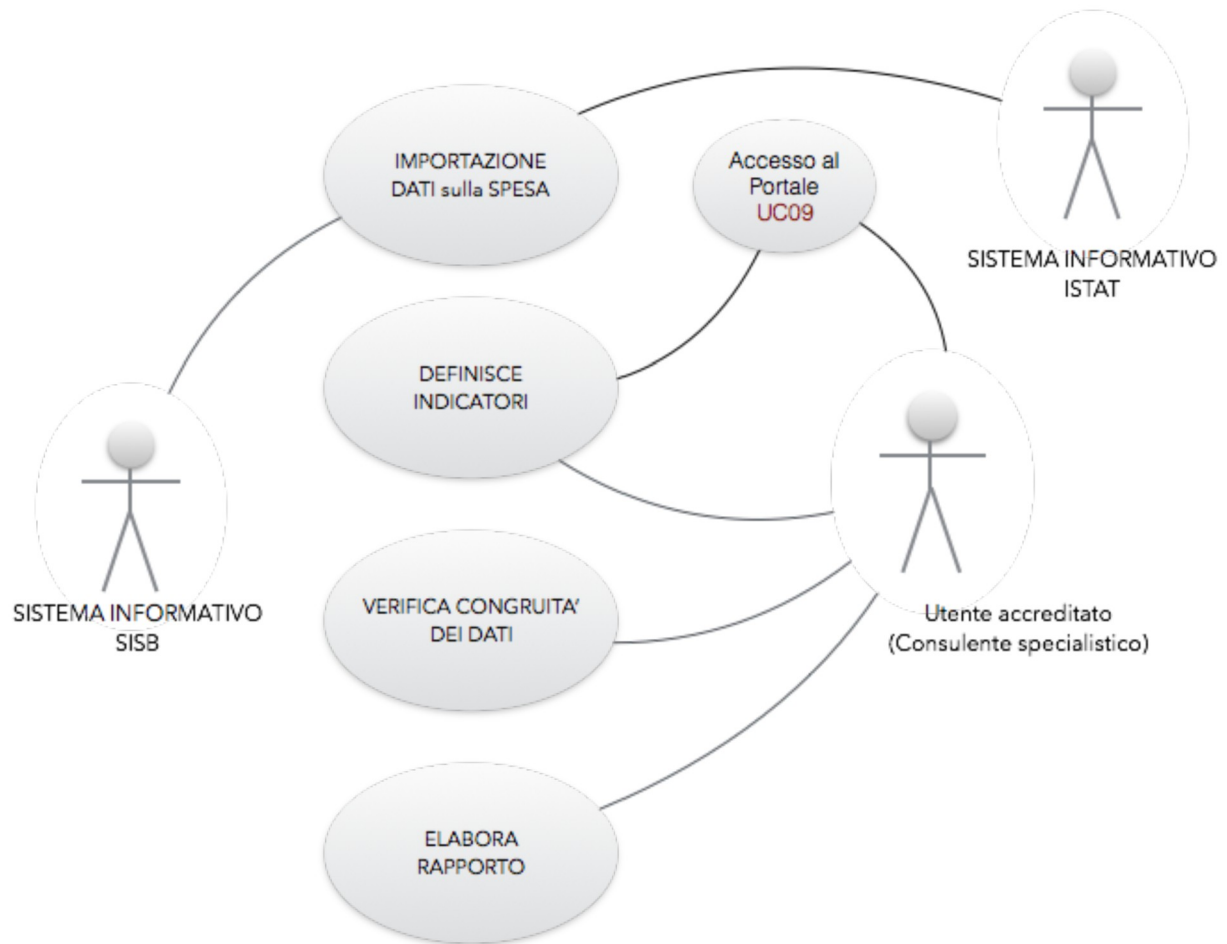 IMPORTAZIONE
DATI sulla SPESA
Accesso al
Portale
UC09
SISTEMA INFORMATIVO
ISTAT
DEFINISCE
INDICATORI
SISTEMA INFORMATIVO
SISB
VERIFICA CONGRUITA'
DEI DATI
Utente accreditato
(Consulente specialistico)
ELABORA
RAPPORTO